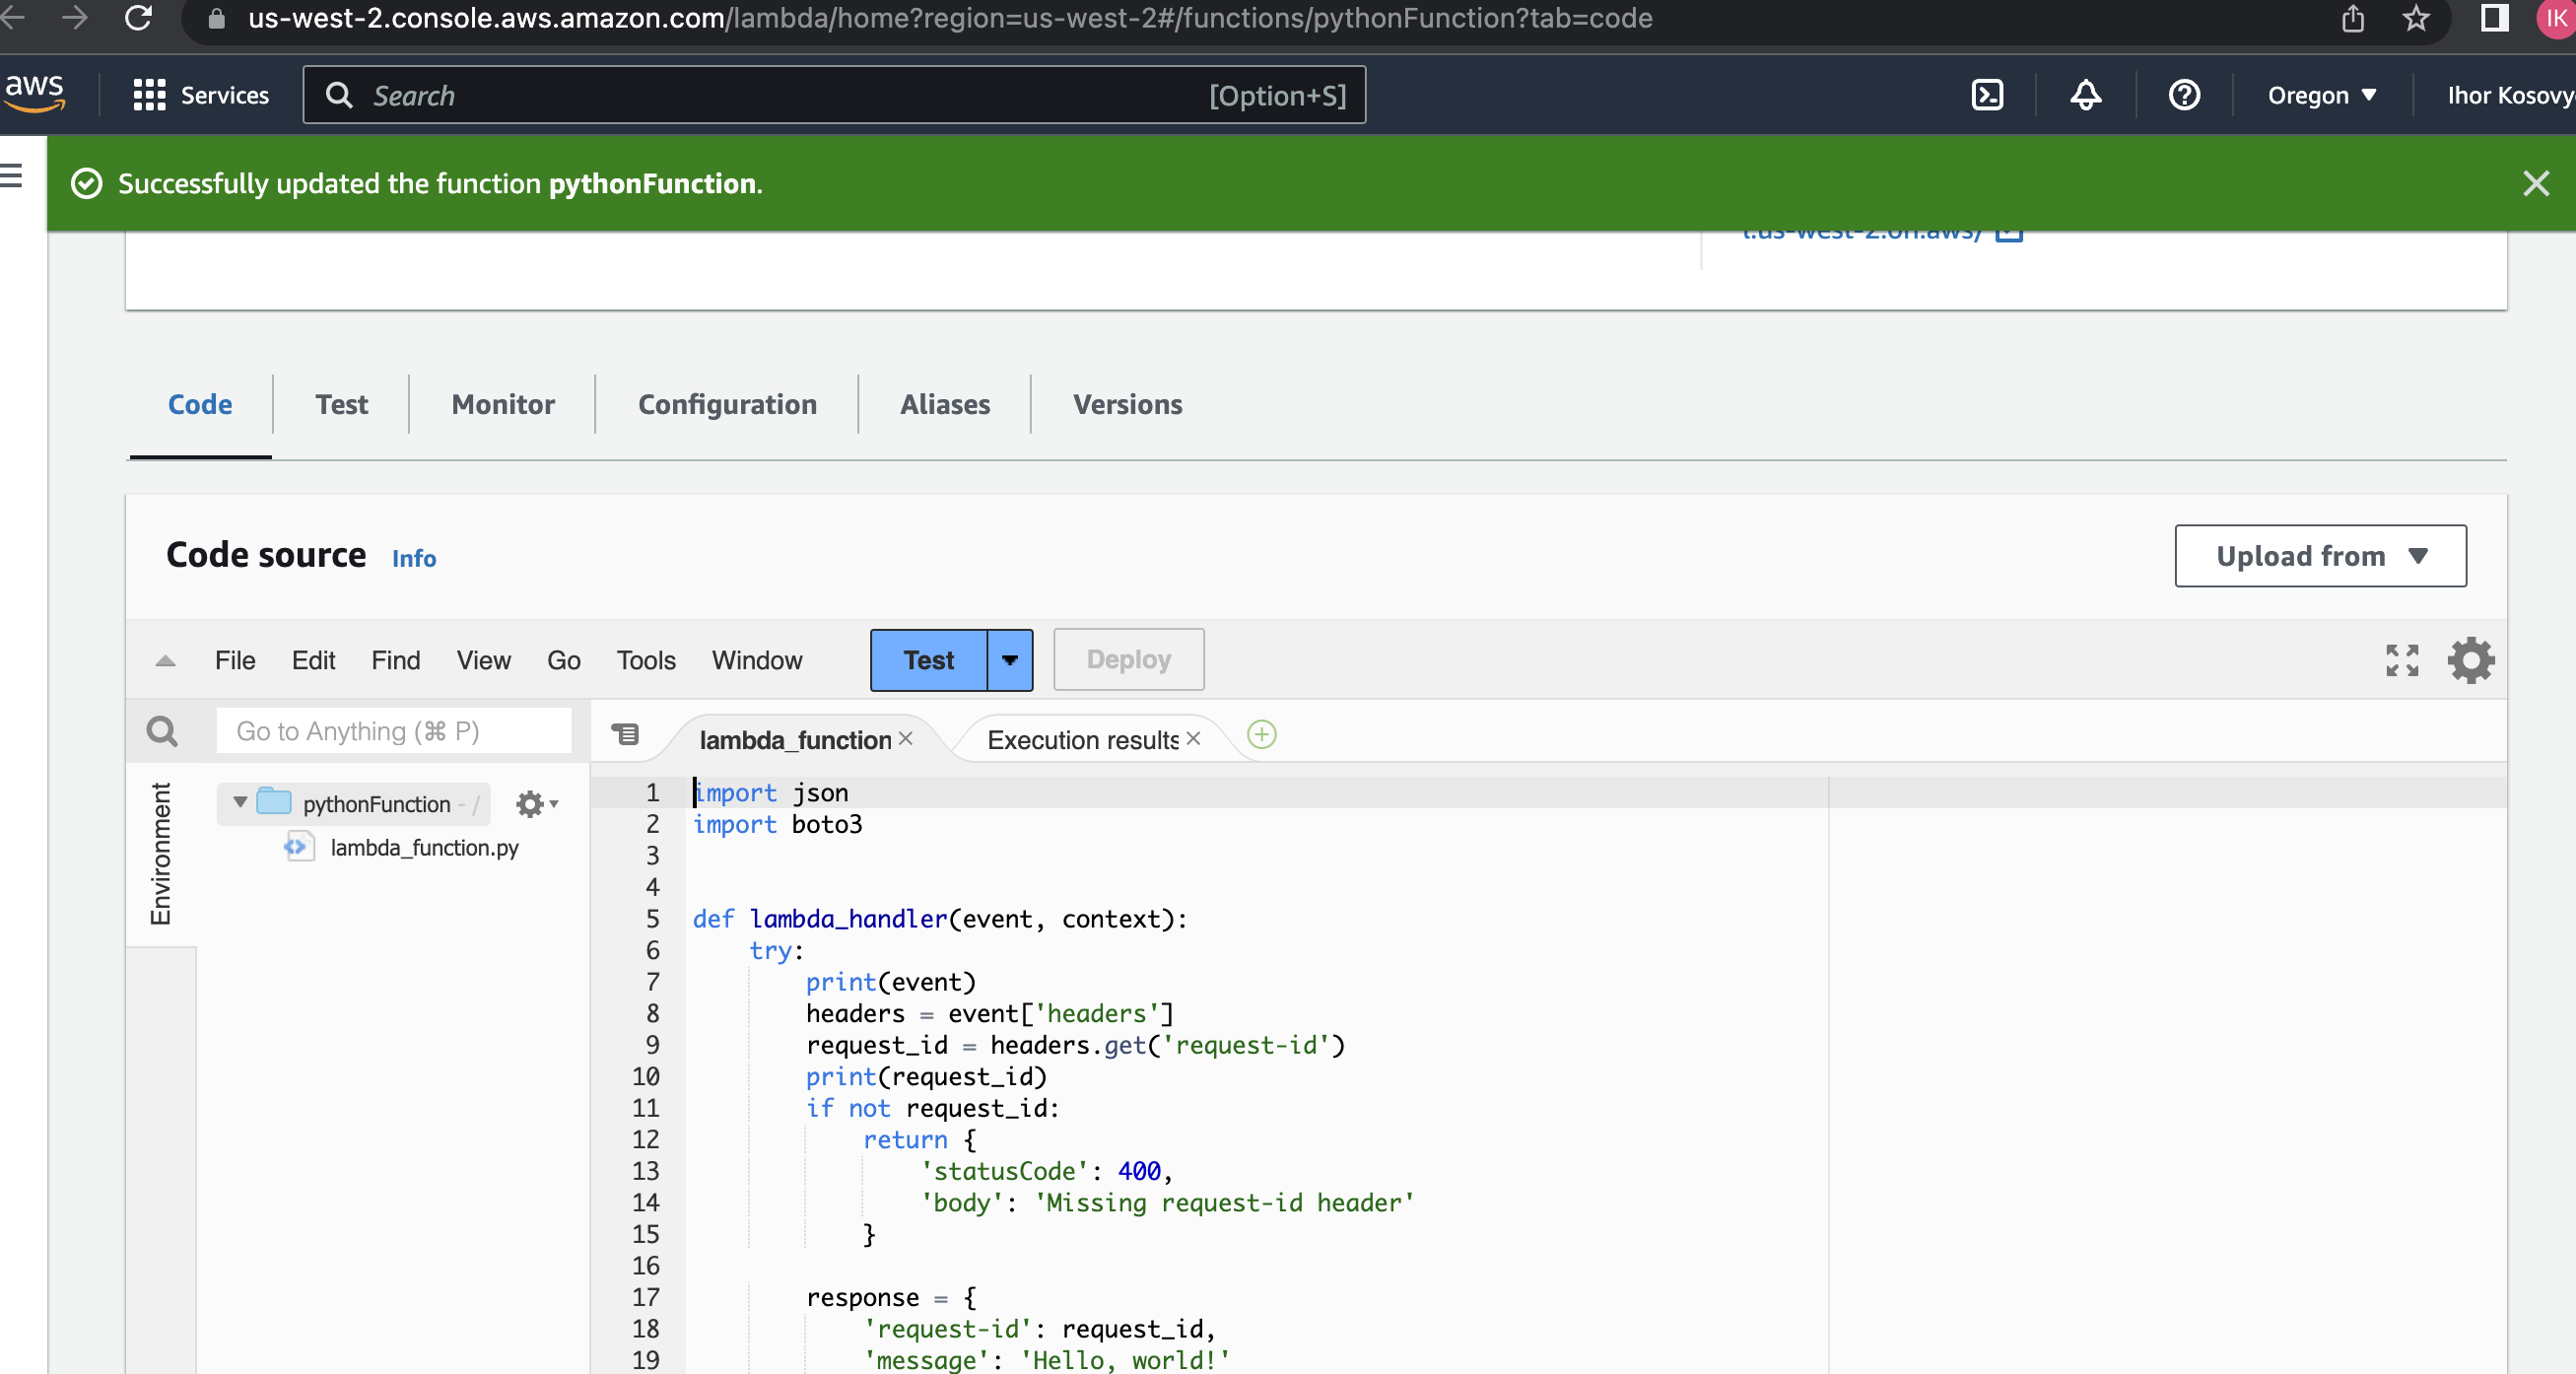 us-west-2.console.aws.amazon.com/lambda/home?region=us-west-2#/functions/pythonFunction?tab=code
IK
aws
Services
Search
[Option+S]
Oregon
Ihor Kosovy
Successfully updated the function pythonFunction.
l.us-west-2.on.aws/
Code
Test
Monitor
Configuration
Aliases
Versions
Code source
Info
Upload from
File
Edit
Find
View
Go
Tools
Window
Test
Deploy
Go to Anything (⌘ P)
lambda_function
Execution results
Environment
pythonFunction - /
lambda_function.py
1 import json
2 import boto3
3
4
5 def lambda_handler(event, context):
6     try:
7         print(event)
8         headers = event['headers']
9         request_id = headers.get('request-id')
10         print(request_id)
11         if not request_id:
12             return {
13                 'statusCode': 400,
14                 'body': 'Missing request-id header'
15             }
16
17         response = {
18             'request-id': request_id,
19             'message': 'Hello, world!'